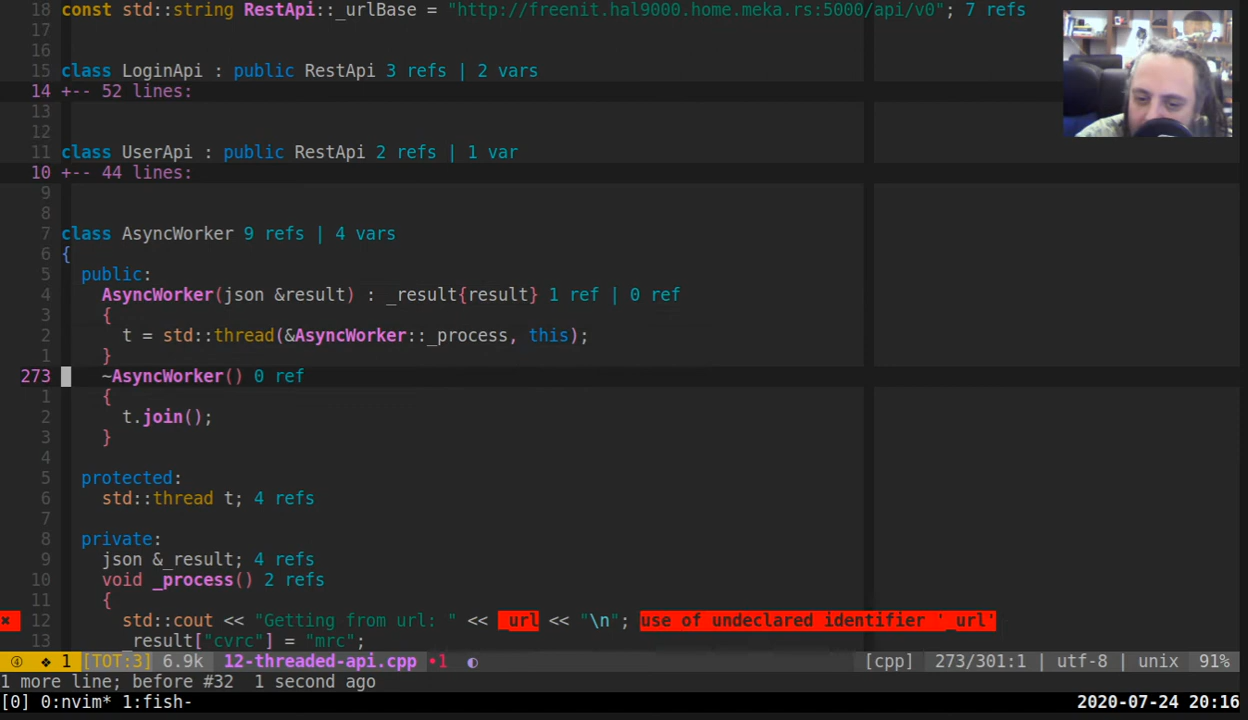 18 const std::string RestApi::_urlBase = "http://freenit.hal9000.home.meka.rs:5000/api/v0"; 7 refs
17
16
15 class LoginApi : public RestApi 3 refs | 2 vars
14 +-- 52 lines:
13
12
11 class UserApi : public RestApi 2 refs | 1 var
10 +-- 44 lines:
9
8
7 class AsyncWorker 9 refs | 4 vars
6 {
5 public:
4 AsyncWorker(json &result) : _result{result} 1 ref | 0 ref
3 {
2 t = std::thread(&AsyncWorker::_process, this);
1 }
273 ~AsyncWorker() 0 ref
1 {
2 t.join();
3 }
4
5 protected:
6 std::thread t; 4 refs
7
8 private:
9 json &_result; 4 refs
10 void _process() 2 refs
11 {
12 std::cout << "Getting from url: " << _url << "\n"; use of undeclared identifier '_url'
13 _result["cvrc"] = "mrc";
④ ❖ 1 [TOT:3] 6.9k 12-threaded-api.cpp •1 ◐ [cpp] 273/301:1 | utf-8 | unix 91%
1 more line; before #32 1 second ago
[0] 0:nvim* 1:fish- 2020-07-24 20:16